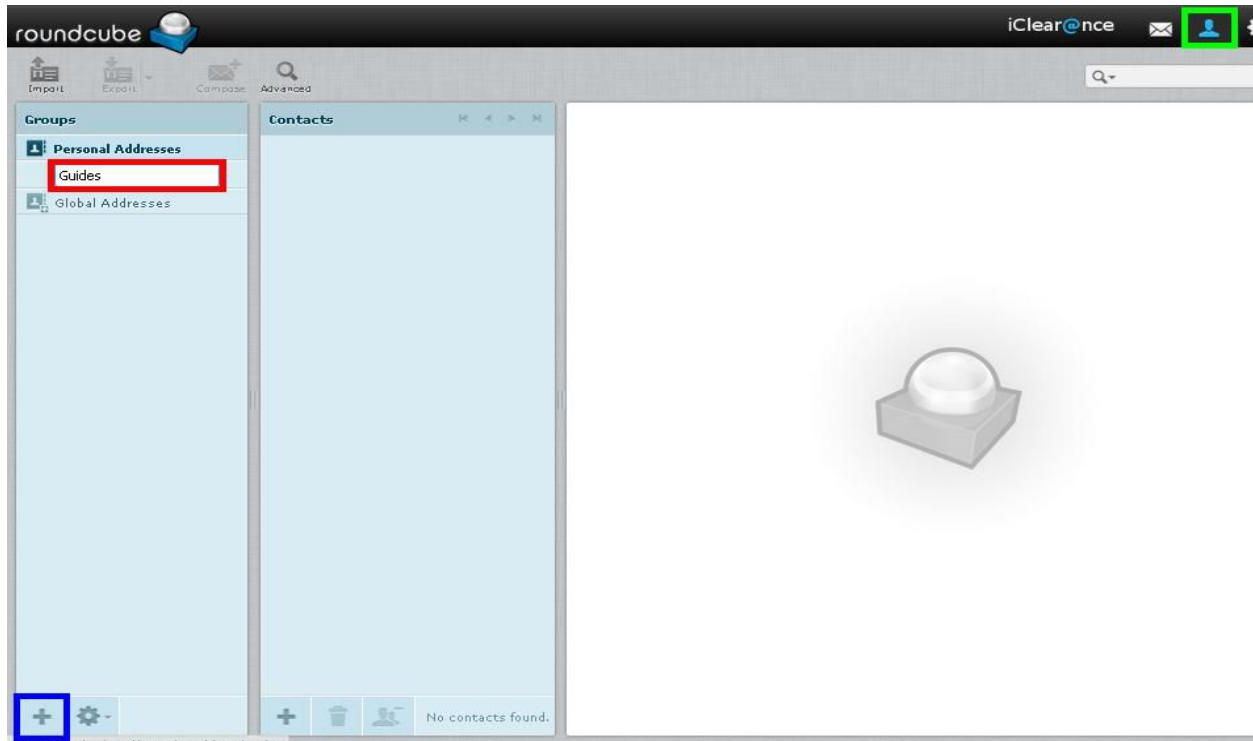 roundcube
iClear@nce
Import Export Compose Advanced
Groups
Contacts
Personal Addresses
Guides
Global Addresses
No contacts found.